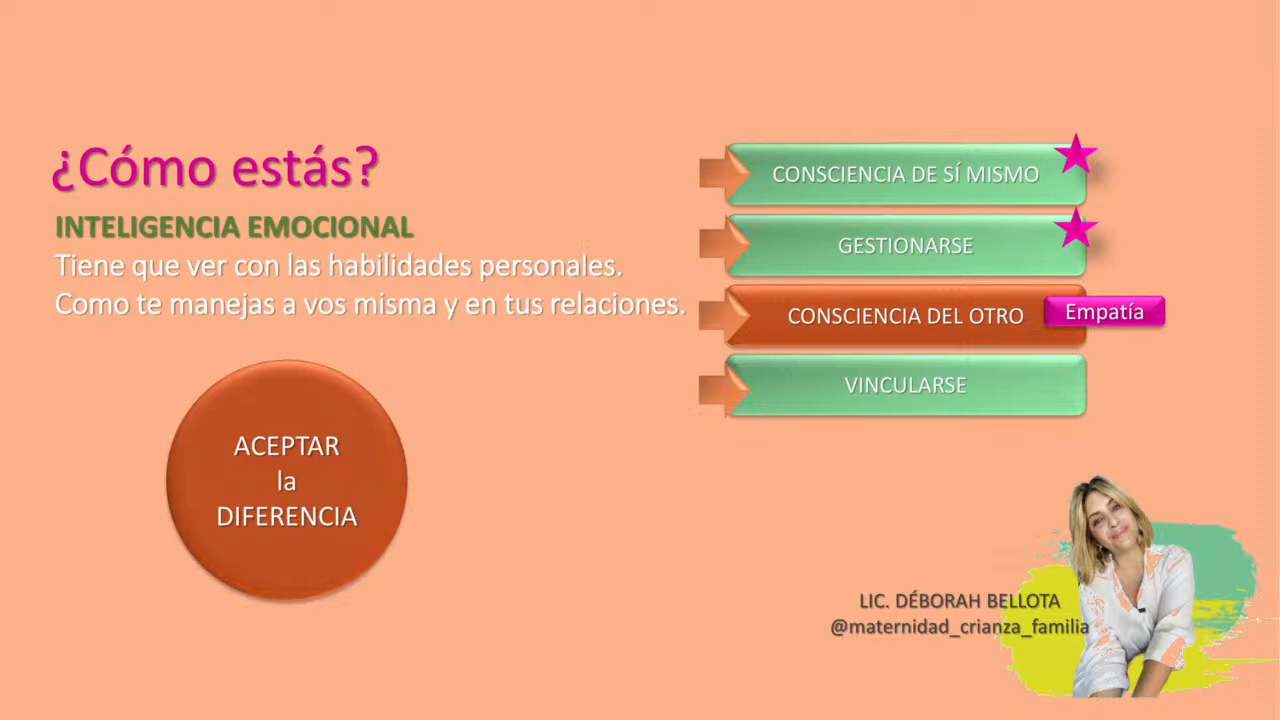 ¿Cómo estás?
INTELIGENCIA EMOCIONAL
Tiene que ver con las habilidades personales.
Como te manejas a vos misma y en tus relaciones.
CONSCIENCIA DE SÍ MISMO
GESTIONARSE
CONSCIENCIA DEL OTRO
Empatía
VINCULARSE
ACEPTAR
la
DIFERENCIA
LIC. DÉBORAH BELLOTA
@maternidad_crianza_familia